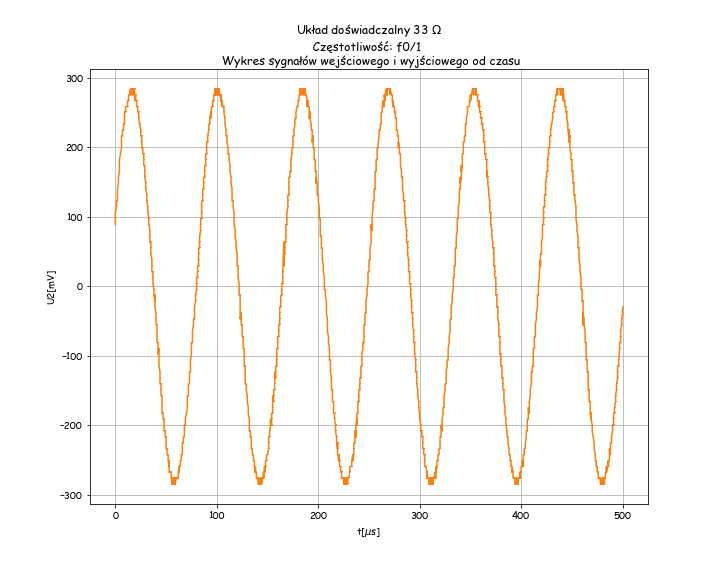 Układ doświadczalny 33 Ω
Częstotliwość: f0/1
Wykres sygnałów wejściowego i wyjściowego od czasu
300
200
100
0
−100
−200
−300
U2[mV]
0 100 200 300 400 500
t[μs]